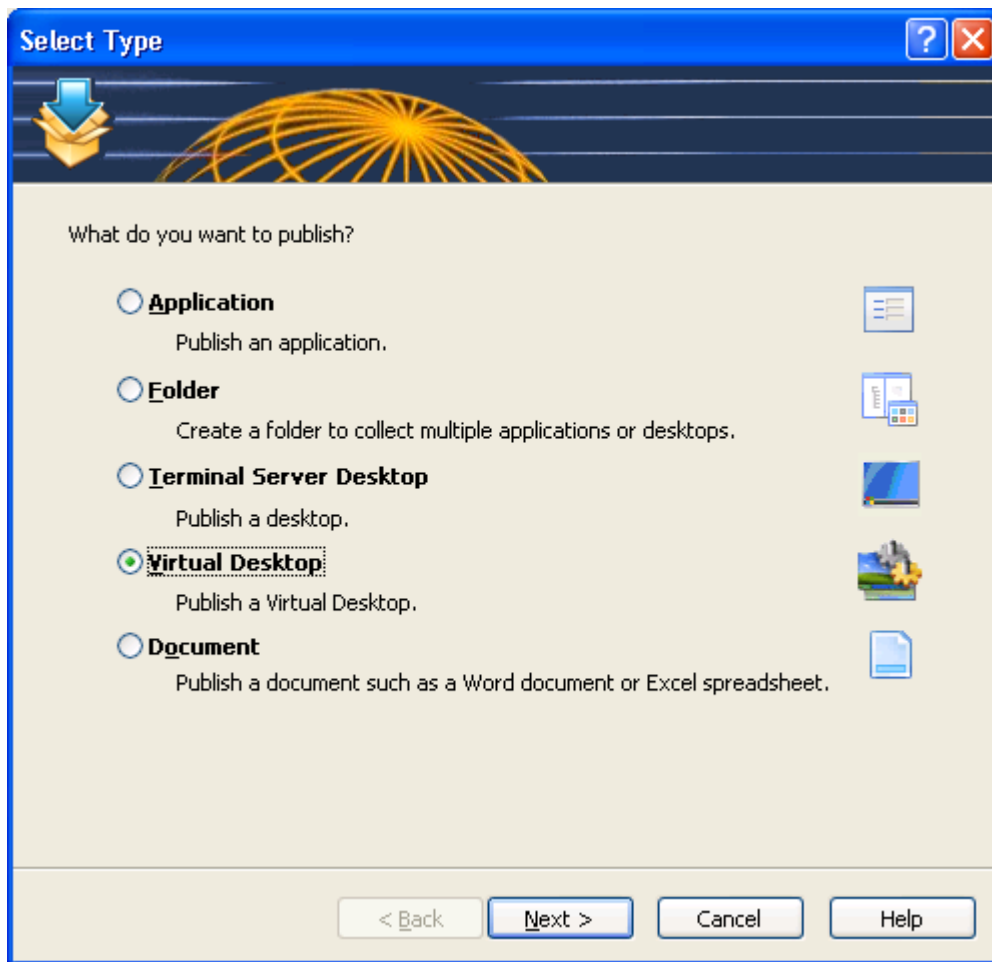 Select Type
What do you want to publish?
Application
Publish an application.
Folder
Create a folder to collect multiple applications or desktops.
Terminal Server Desktop
Publish a desktop.
Virtual Desktop
Publish a Virtual Desktop.
Document
Publish a document such as a Word document or Excel spreadsheet.
< Back Next > Cancel Help